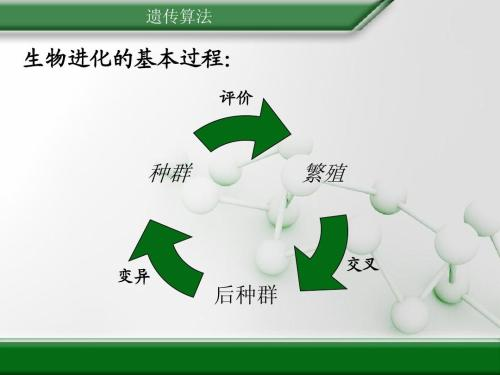 遗传算法
生物进化的基本过程:
评价
种群
繁殖
交叉
变异
后种群